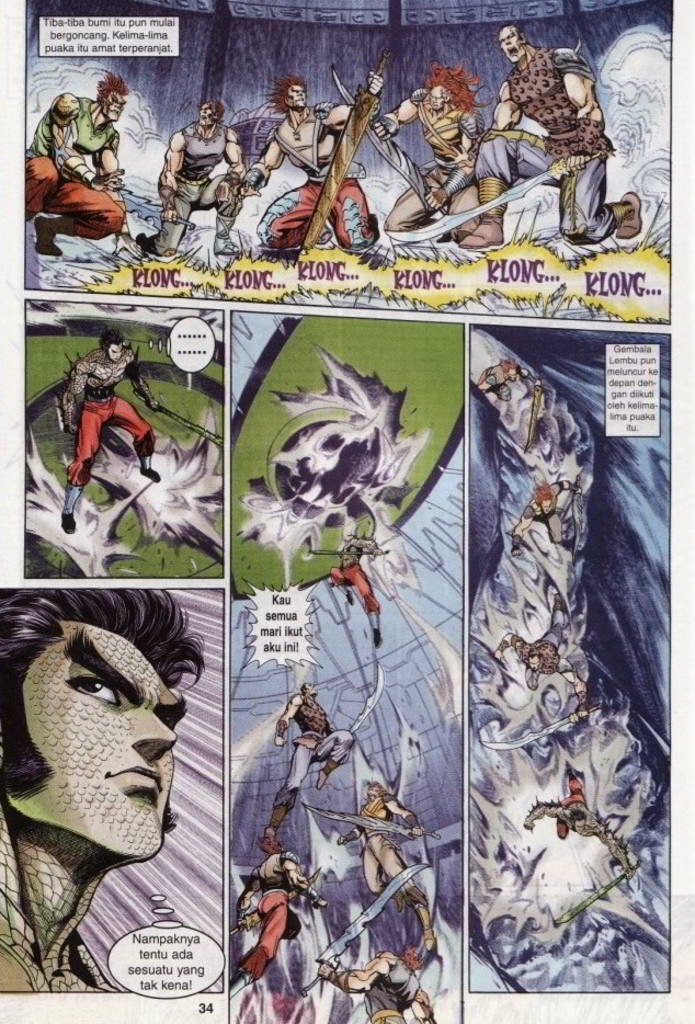 Tiba-tiba bumi itu pun mulai
bergoncang. Kelima-lima
puaka itu amat terperanjat.
KLONG... KLONG... KLONG... KLONG... KLONG... KLONG...
......
......
Kau
semua
mari ikut
aku ini!
Gembala
Lembu pun
meluncur ke
depan den-
gan diikuti
oleh kelima-
lima puaka
itu.
Nampaknya
tentu ada
sesuatu yang
tak kena!
34